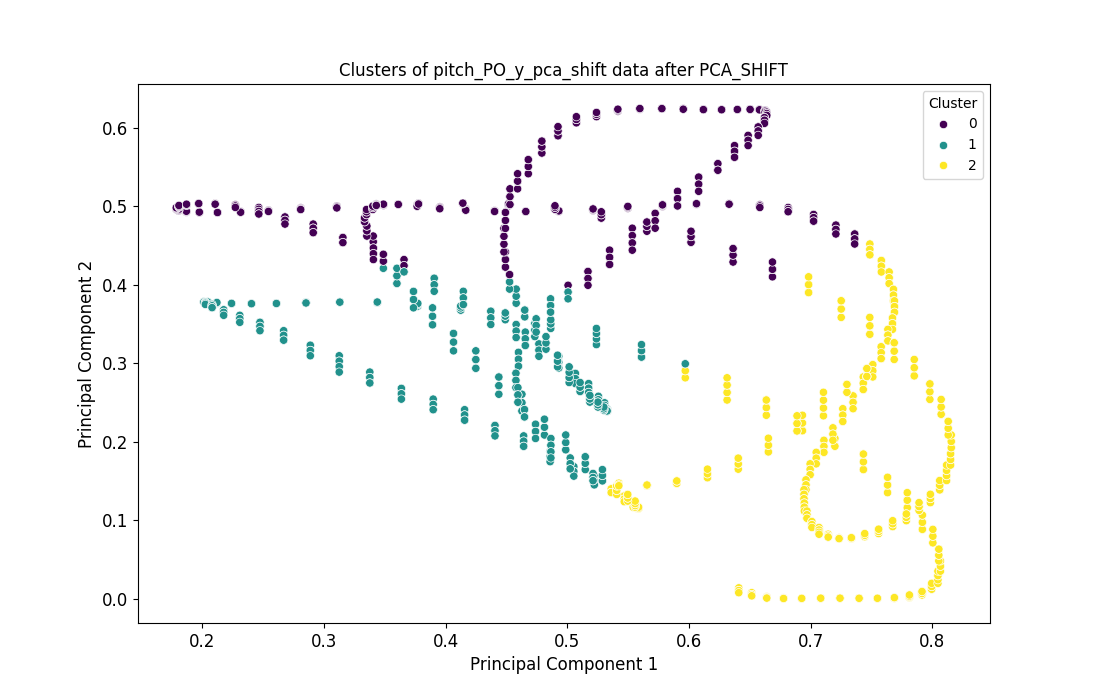 Clusters of pitch_PO_y_pca_shift data after PCA_SHIFT
Cluster
0
1
2
Principal Component 2
0.6
0.5
0.4
0.3
0.2
0.1
0.0
0.2 0.3 0.4 0.5 0.6 0.7 0.8
Principal Component 1